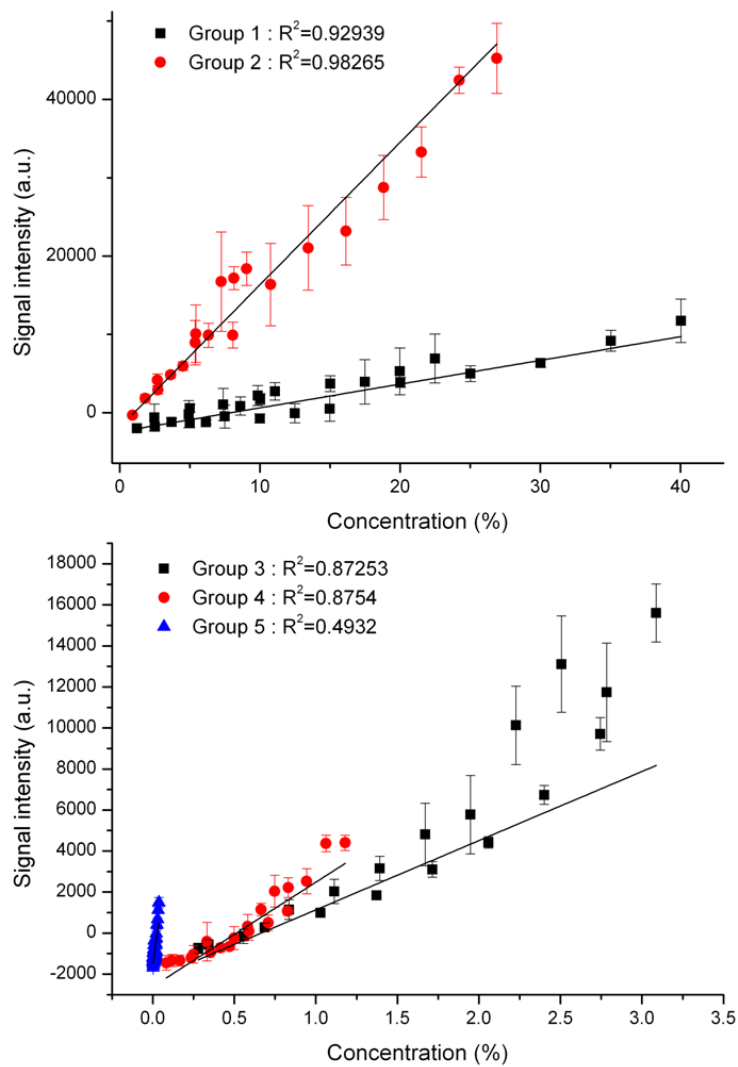 Group 1 : R²=0.92939
Group 2 : R²=0.98265
40000
20000
0
Signal intensity (a.u.)
0 10 20 30 40
Concentration (%)
Group 3 : R²=0.87253
Group 4 : R²=0.8754
Group 5 : R²=0.4932
18000
16000
14000
12000
10000
8000
6000
4000
2000
0
-2000
Signal intensity (a.u.)
0.0 0.5 1.0 1.5 2.0 2.5 3.0 3.5
Concentration (%)